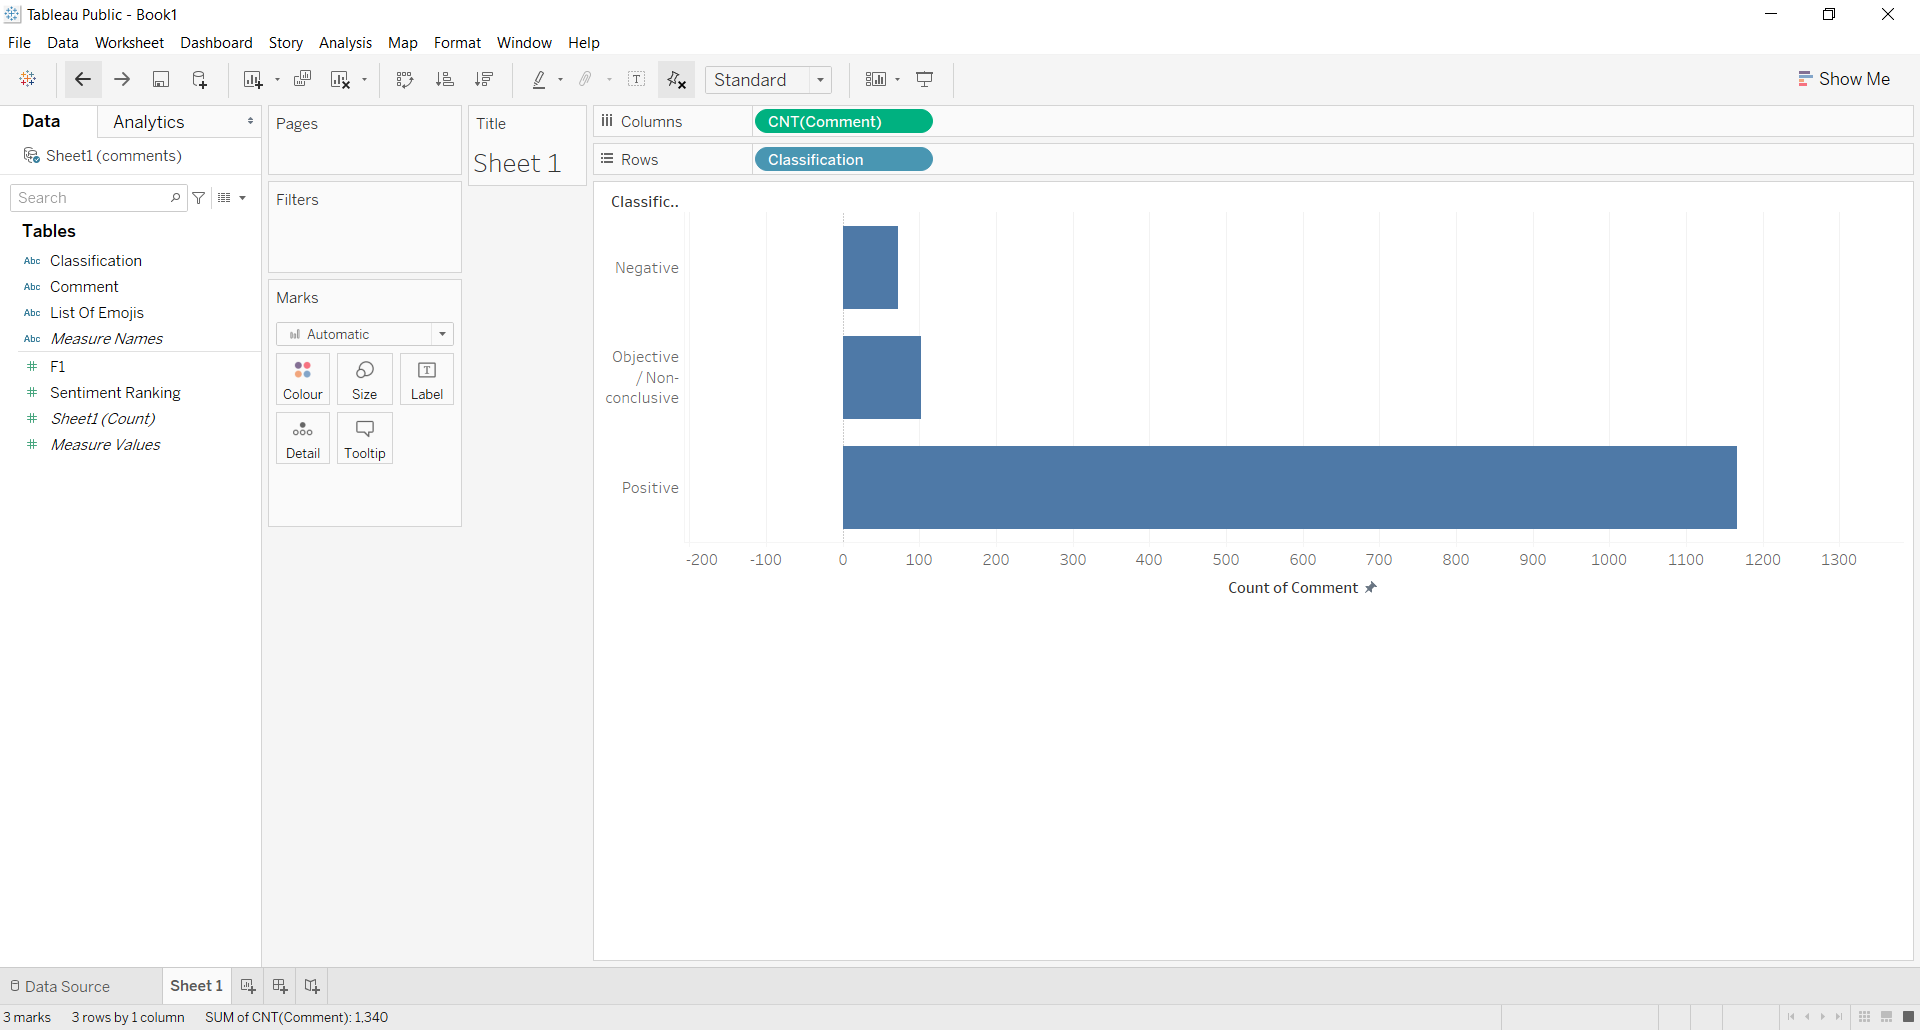 Tableau Public - Book1
File Data Worksheet Dashboard Story Analysis Map Format Window Help
T Standard Show Me
Data Analytics
Sheet1 (comments)
Search
Tables
Abc Classification
Abc Comment
Abc List Of Emojis
Abc Measure Names
# F1
# Sentiment Ranking
# Sheet1 (Count)
# Measure Values
Pages
Filters
Marks
Automatic
Colour Size T Label
Detail Tooltip
Title
Sheet 1
Columns CNT(Comment)
Rows Classification
Classific..
Negative
Objective
/ Non-
conclusive
Positive
-200 -100 0 100 200 300 400 500 600 700 800 900 1000 1100 1200 1300
Count of Comment
Data Source Sheet 1
3 marks 3 rows by 1 column SUM of CNT(Comment): 1,340